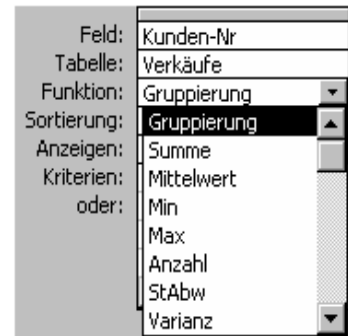 Feld: Kunden-Nr
Tabelle: Verkäufe
Funktion: Gruppierung
Sortierung: Gruppierung
Anzeigen: Summe
Kriterien: Mittelwert
oder: Min
Max
Anzahl
StAbw
Varianz